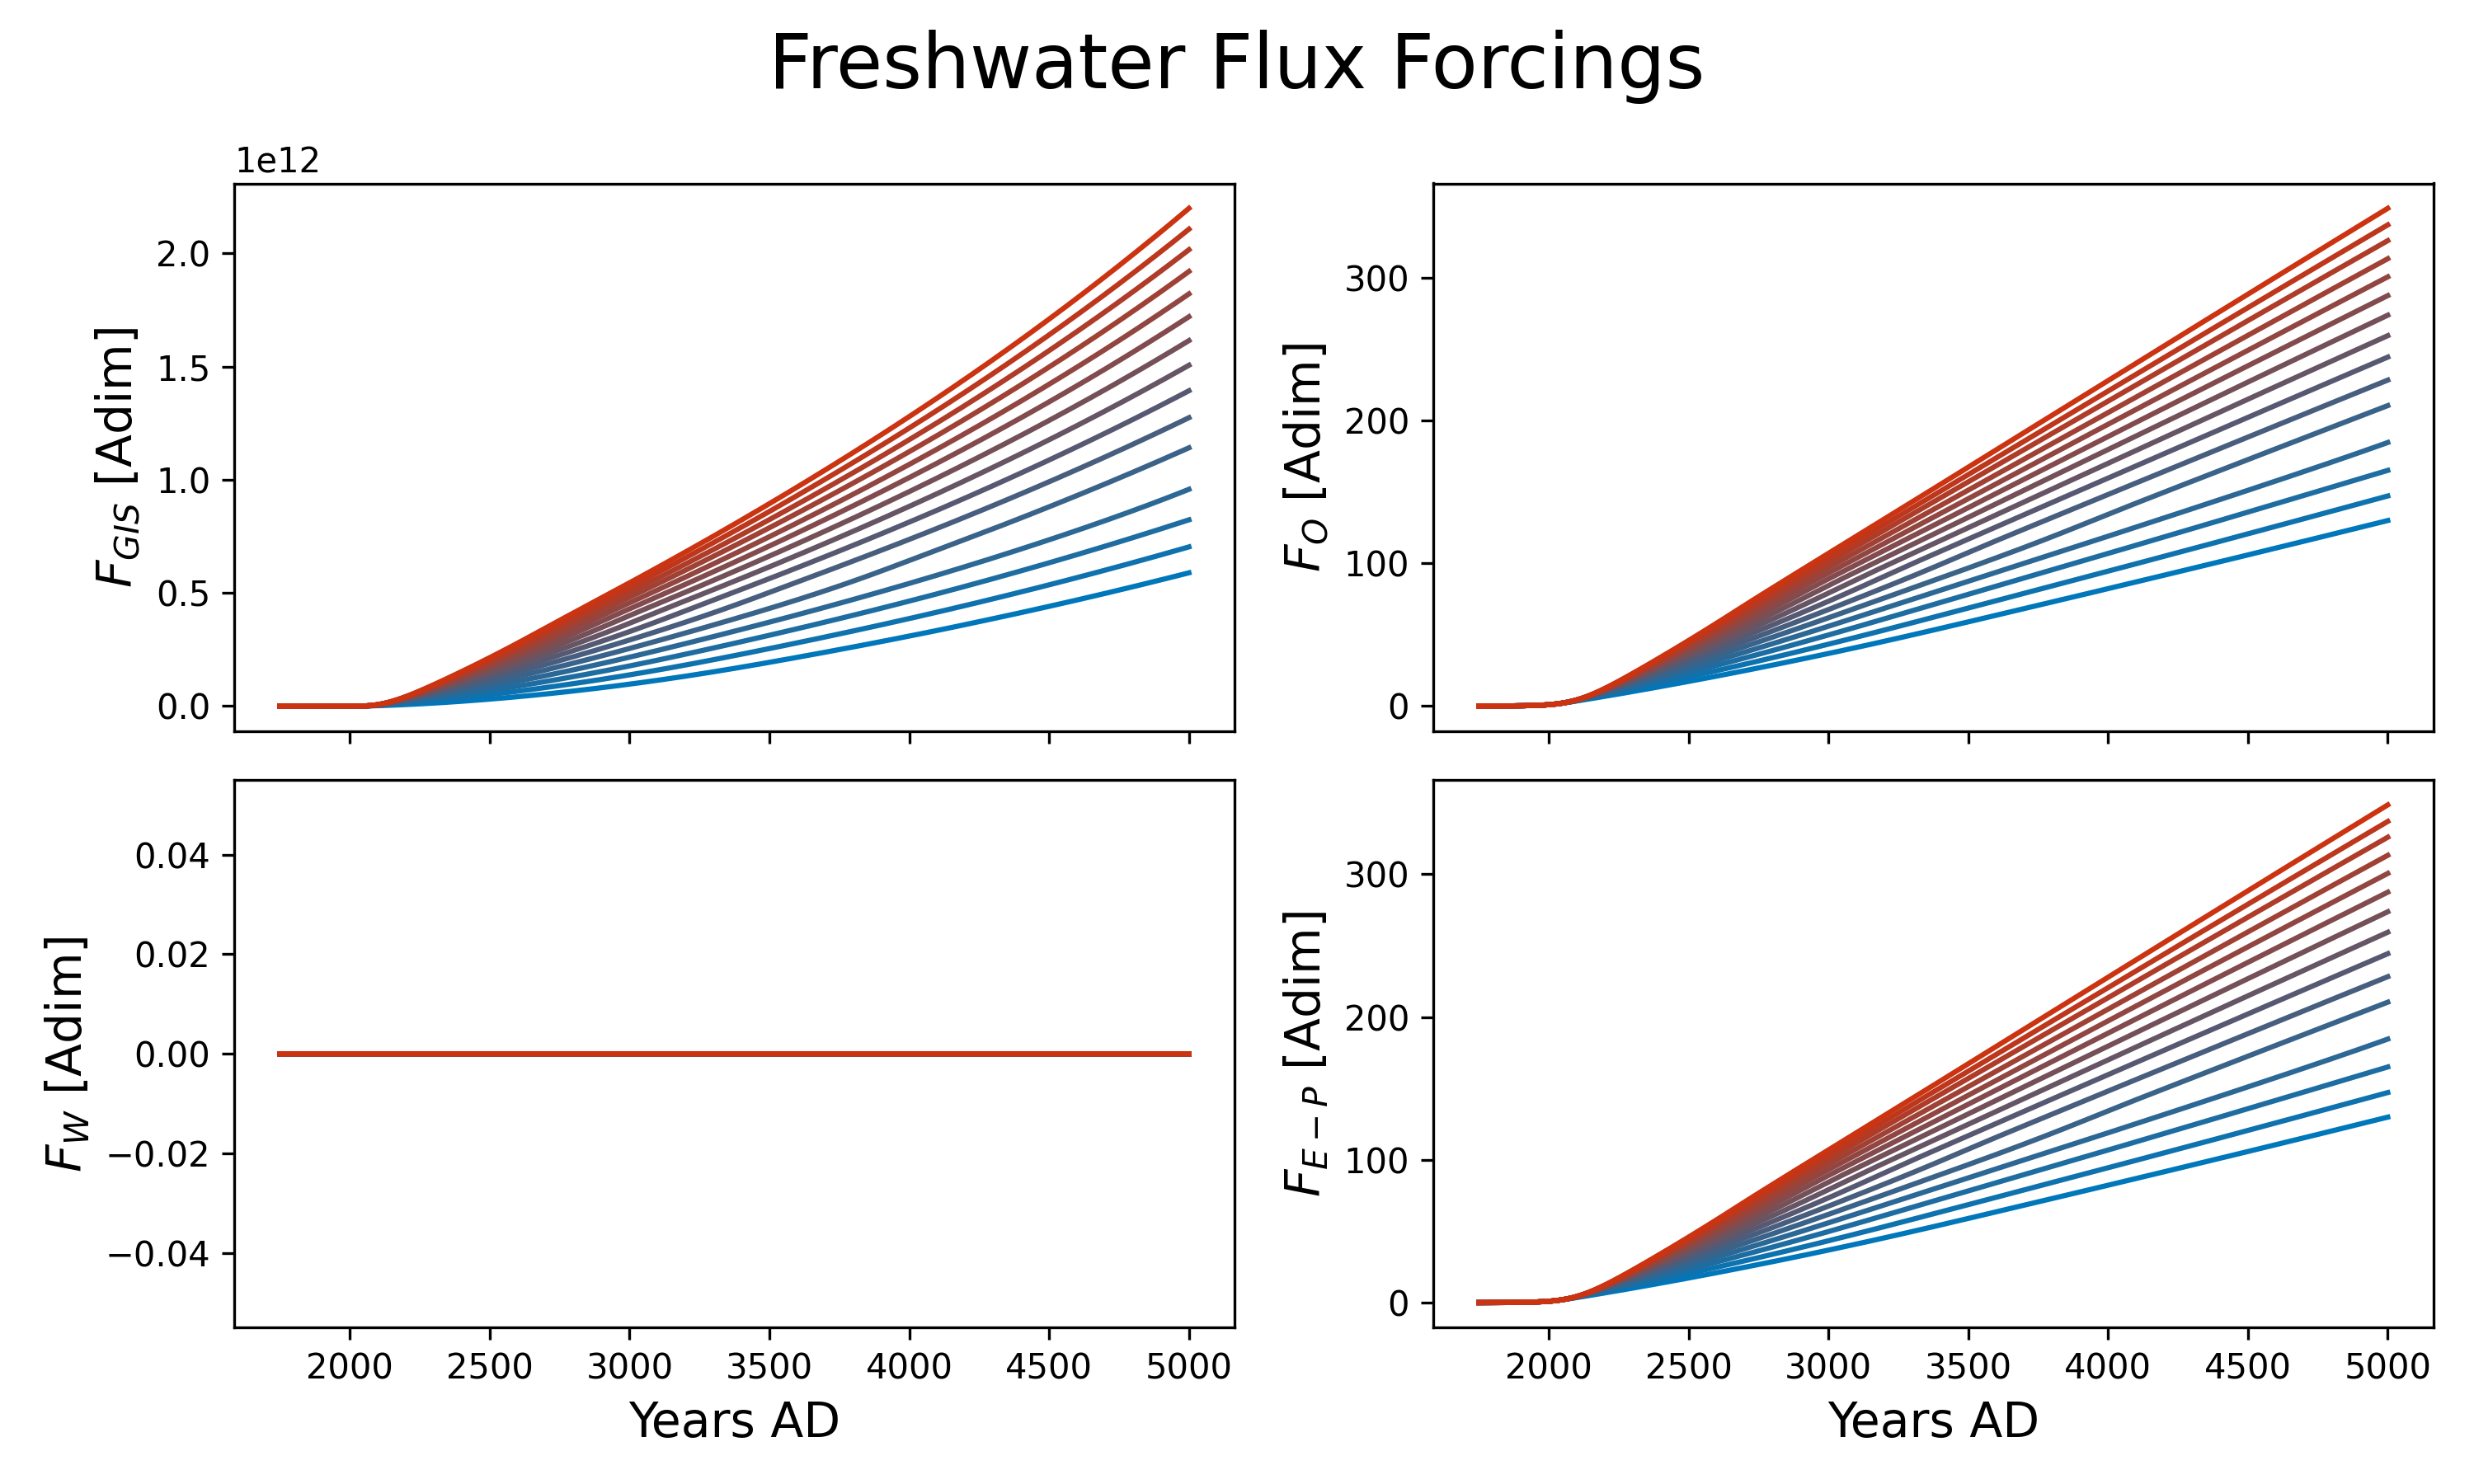 Freshwater Flux Forcings
1e12
2.0
1.5
1.0
0.5
0.0
F_GIS [Adim]
300
200
100
0
F_O [Adim]
0.04
0.02
0.00
−0.02
−0.04
F_W [Adim]
2000 2500 3000 3500 4000 4500 5000
Years AD
300
200
100
0
F_E−P [Adim]
2000 2500 3000 3500 4000 4500 5000
Years AD